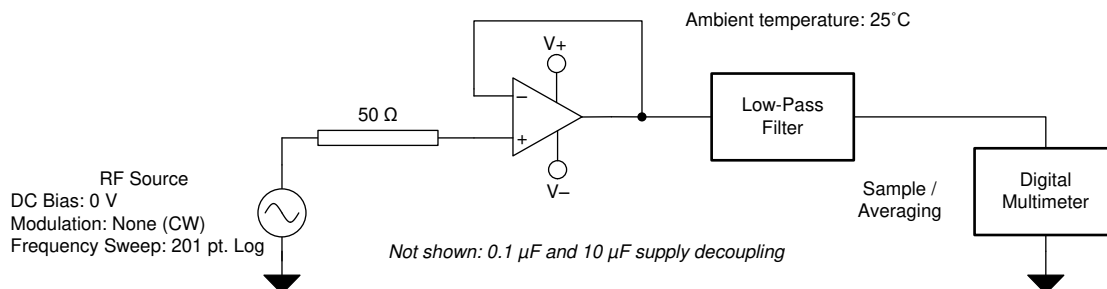 Ambient temperature: 25˚C
V+
Low-Pass
Filter
50 Ω
−
+
V−
RF Source
DC Bias: 0 V
Modulation: None (CW)
Frequency Sweep: 201 pt. Log
Sample /
Averaging
Digital
Multimeter
Not shown: 0.1 µF and 10 µF supply decoupling